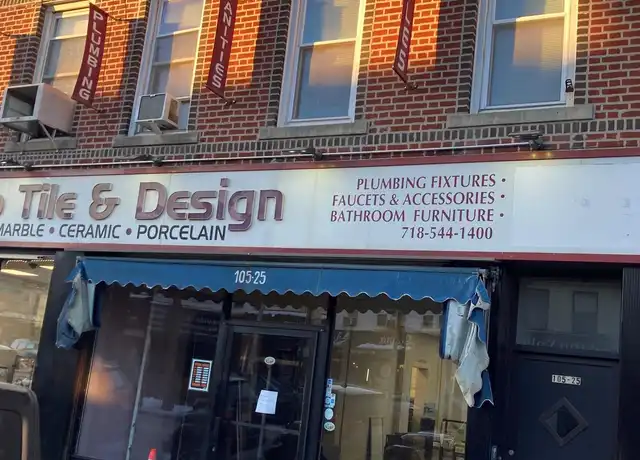 PLUMBING
Tile & Design
MARBLE • CERAMIC • PORCELAIN
PLUMBING FIXTURES •
FAUCETS & ACCESSORIES •
BATHROOM FURNITURE •
718-544-1400
105-25
105-25